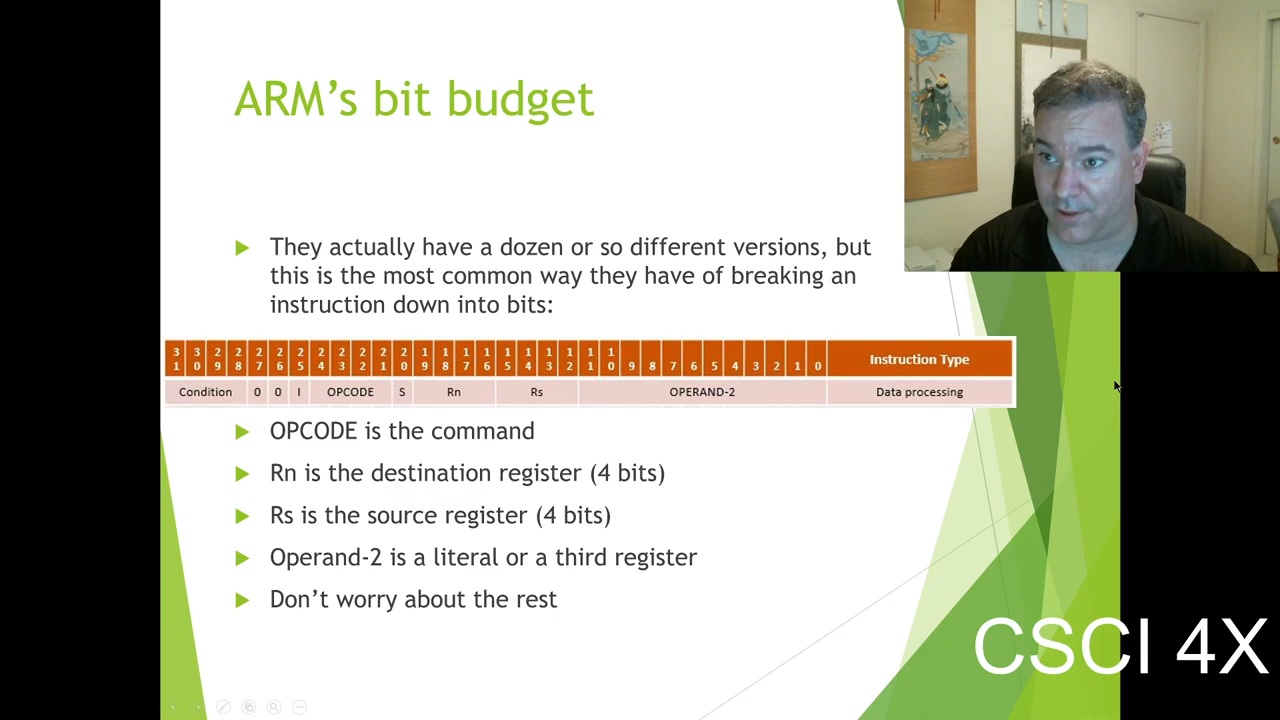 ARM's bit budget
They actually have a dozen or so different versions, but
this is the most common way they have of breaking an
instruction down into bits:
31 30 29 28 27 26 25 24 23 22 21 20 19 18 17 16 15 14 13 12 11 10 9 8 7 6 5 4 3 2 1 0 Instruction Type
Condition 0 0 I OPCODE S Rn Rs OPERAND-2 Data processing
OPCODE is the command
Rn is the destination register (4 bits)
Rs is the source register (4 bits)
Operand-2 is a literal or a third register
Don't worry about the rest
CSCI 4X